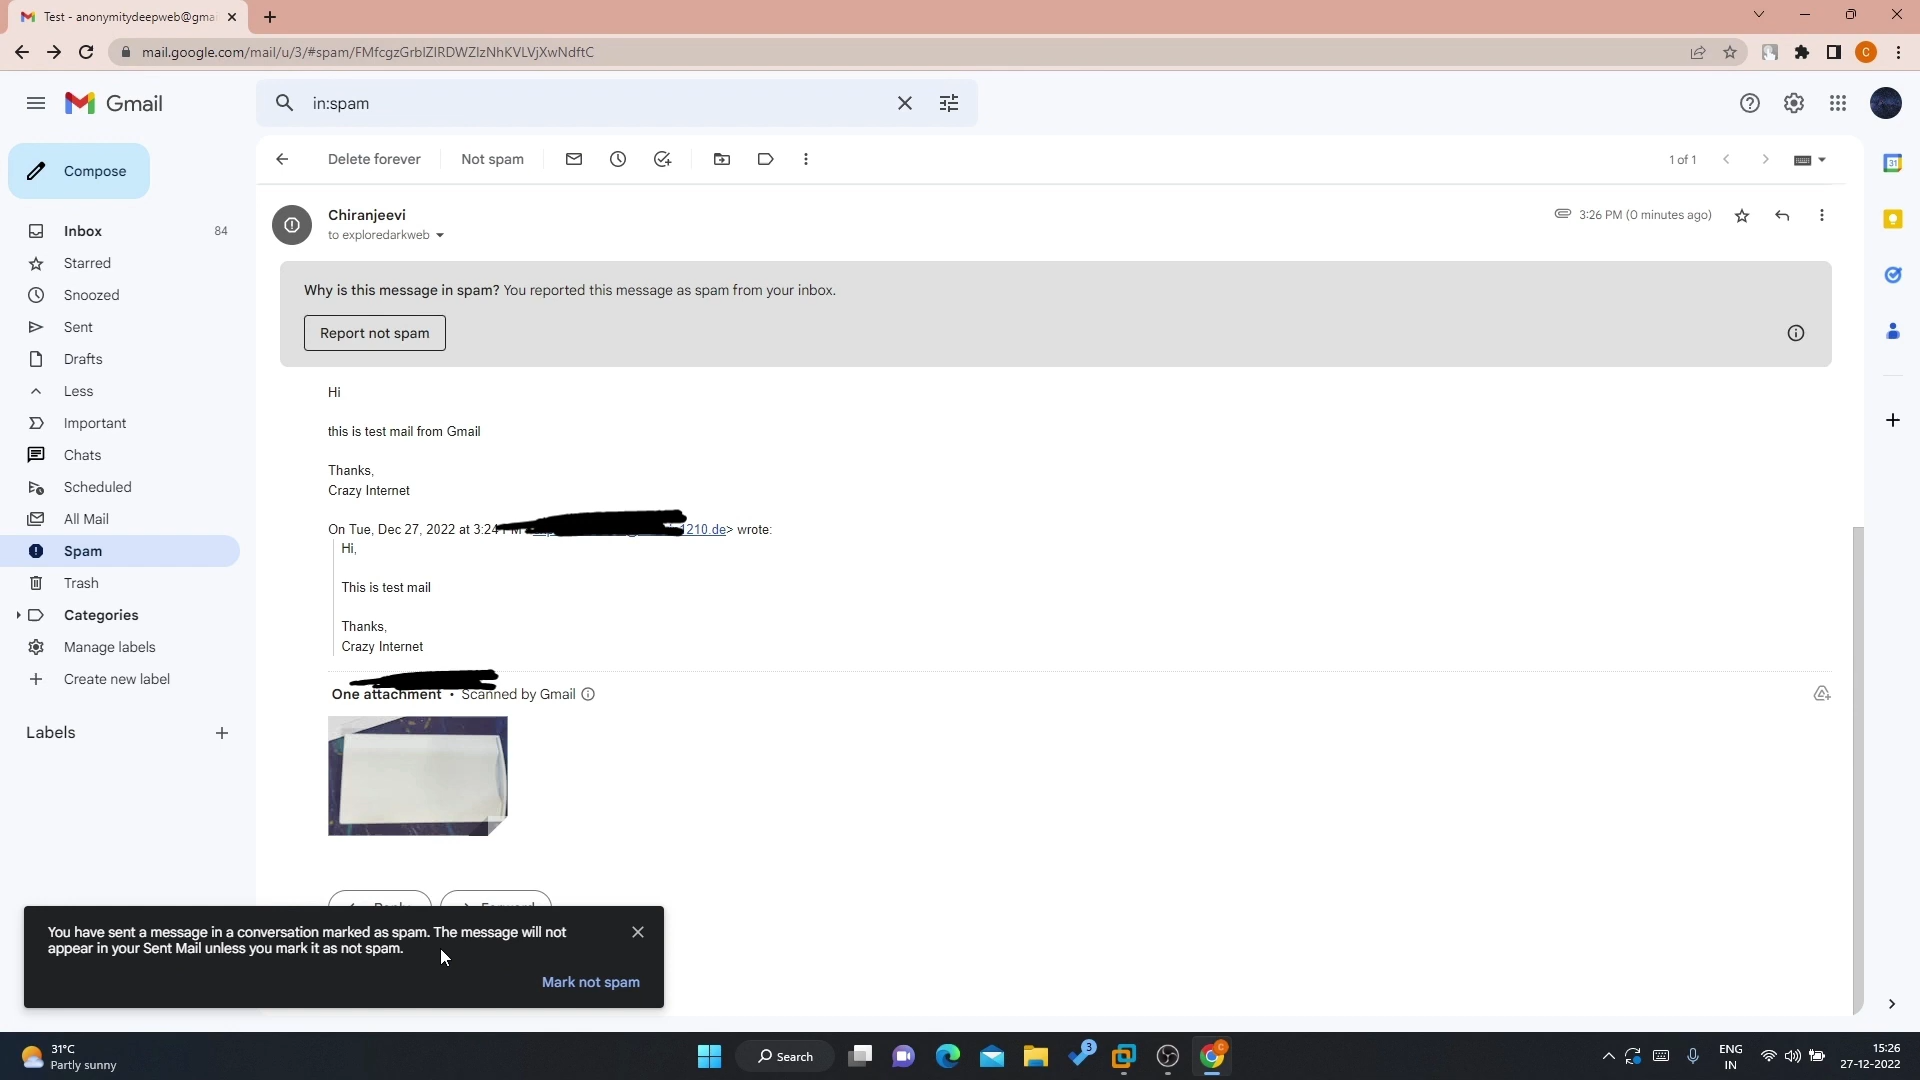 Test - anonymitydeepweb@gmai
mail.google.com/mail/u/3/#spam/FMfcgzGrbIZIRDWZIzNhKVLVjXwNdftC
C
Gmail
in:spam
Compose
Delete forever
Not spam
1 of 1
31
Inbox 84
Starred
Snoozed
Sent
Drafts
Less
Important
Chats
Scheduled
All Mail
Spam
Trash
Categories
Manage labels
Create new label
Labels
Chiranjeevi
to exploredarkweb
3:26 PM (0 minutes ago)
Why is this message in spam? You reported this message as spam from your inbox.
Report not spam
Hi
this is test mail from Gmail
Thanks,
Crazy Internet
On Tue, Dec 27, 2022 at 3:24 PM 1210.de> wrote:
Hi,
This is test mail
Thanks,
Crazy Internet
One attachment • Scanned by Gmail
You have sent a message in a conversation marked as spam. The message will not
appear in your Sent Mail unless you mark it as not spam.
Mark not spam
31°C
Partly sunny
Search
3
C
ENG
IN
15:26
27-12-2022